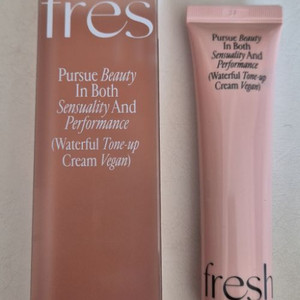 fres
Pursue Beauty
In Both
Sensuality And
Performance
(Waterful Tone-up
Cream Vegan)
Pursue Beauty
In Both
Sensuality And
Performance
(Waterful Tone-up
Cream Vegan)
fresh